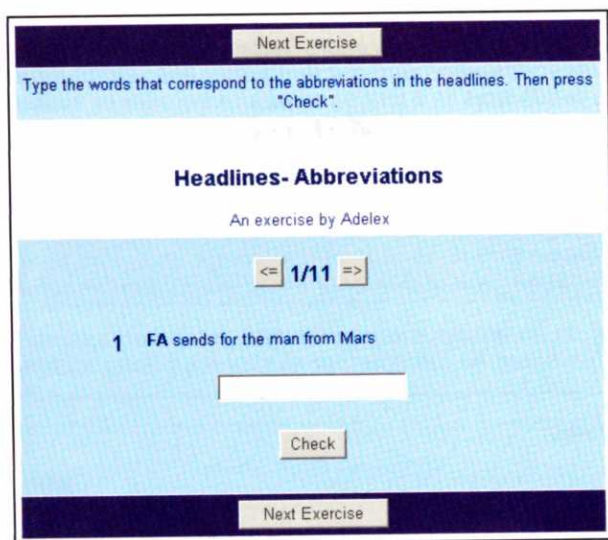 Next Exercise
Type the words that correspond to the abbreviations in the headlines. Then press
"Check".
Headlines- Abbreviations
An exercise by Adelex
<= 1/11 =>
1 FA sends for the man from Mars
Check
Next Exercise